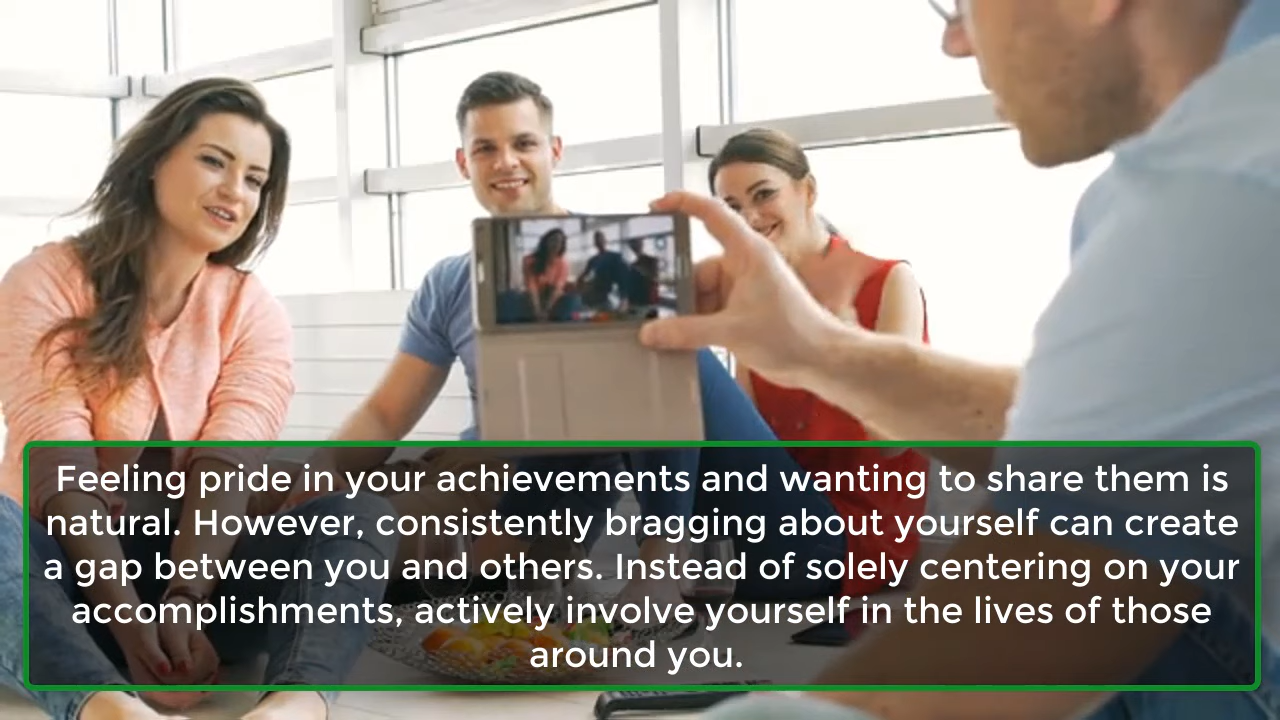 Feeling pride in your achievements and wanting to share them is
natural. However, consistently bragging about yourself can create
a gap between you and others. Instead of solely centering on your
accomplishments, actively involve yourself in the lives of those
around you.